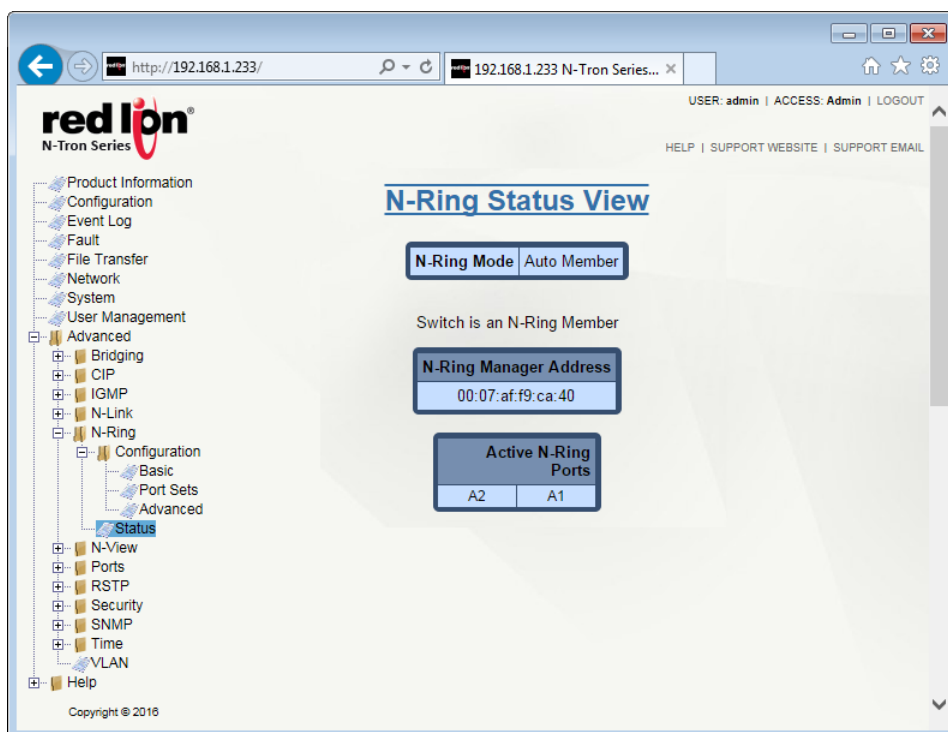 http://192.168.1.233/
192.168.1.233 N-Tron Series...
USER: admin | ACCESS: Admin | LOGOUT
red lion®
N-Tron Series
HELP | SUPPORT WEBSITE | SUPPORT EMAIL
Product Information
Configuration
Event Log
Fault
File Transfer
Network
System
User Management
Advanced
Bridging
CIP
IGMP
N-Link
N-Ring
Configuration
Basic
Port Sets
Advanced
Status
N-View
Ports
RSTP
Security
SNMP
Time
VLAN
Help
Copyright © 2016
N-Ring Status View
N-Ring Mode Auto Member
Switch is an N-Ring Member
N-Ring Manager Address
00:07:af:f9:ca:40
Active N-Ring
Ports
A2 A1